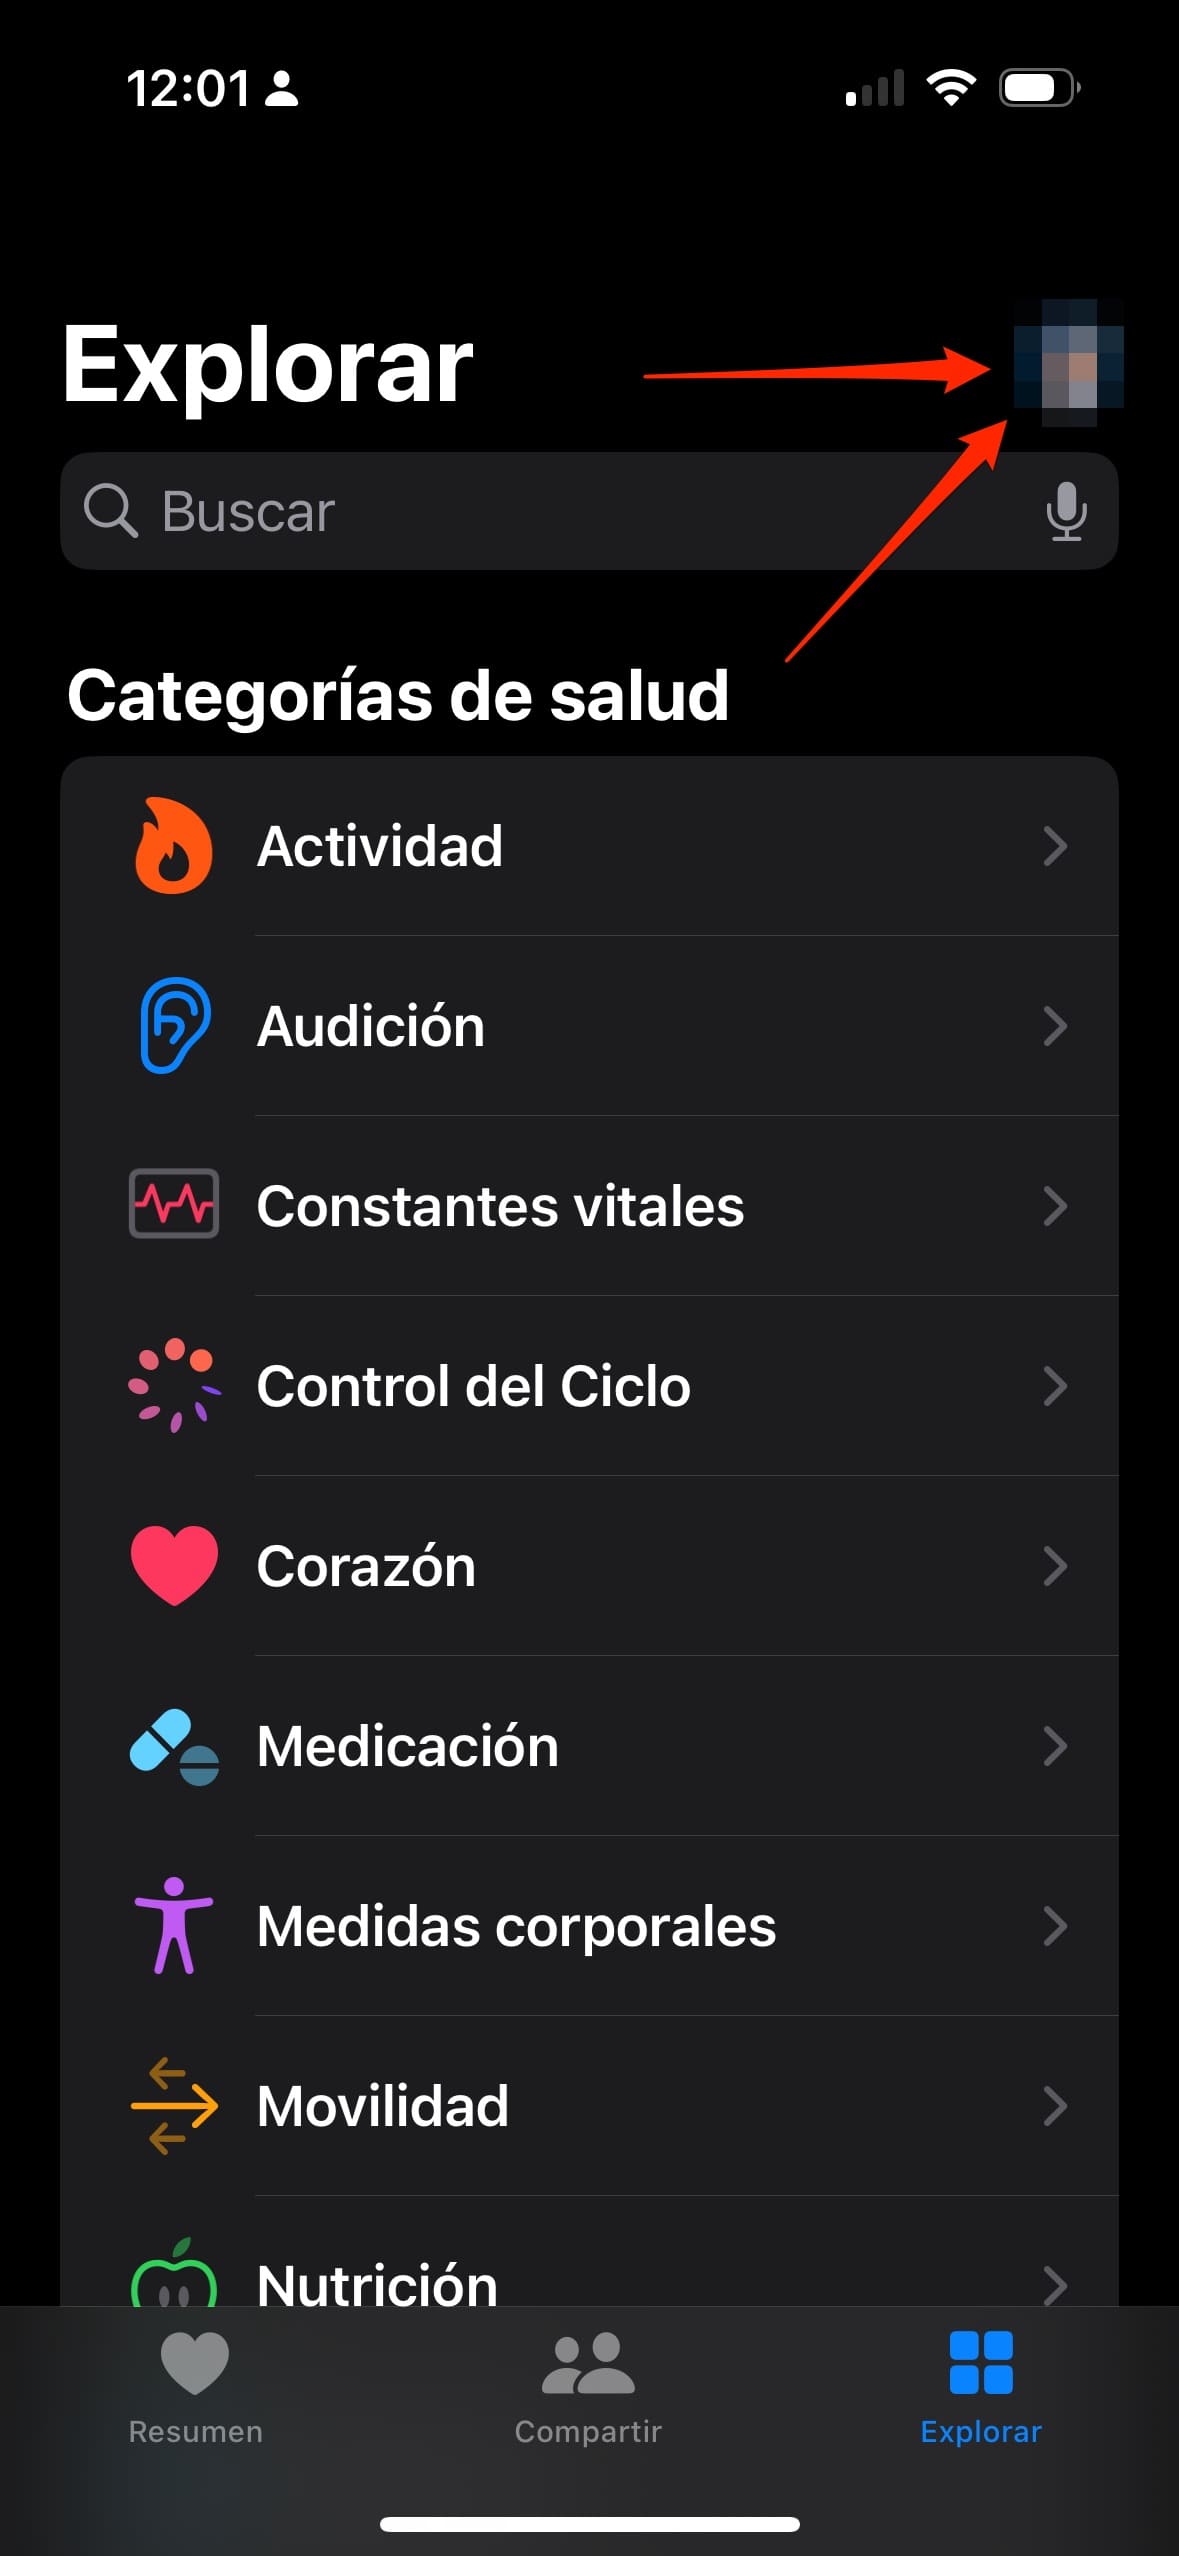 12:01
Explorar
Buscar
Categorías de salud
Actividad
Audición
Constantes vitales
Control del Ciclo
Corazón
Medicación
Medidas corporales
Movilidad
Nutrición
Resumen
Compartir
Explorar